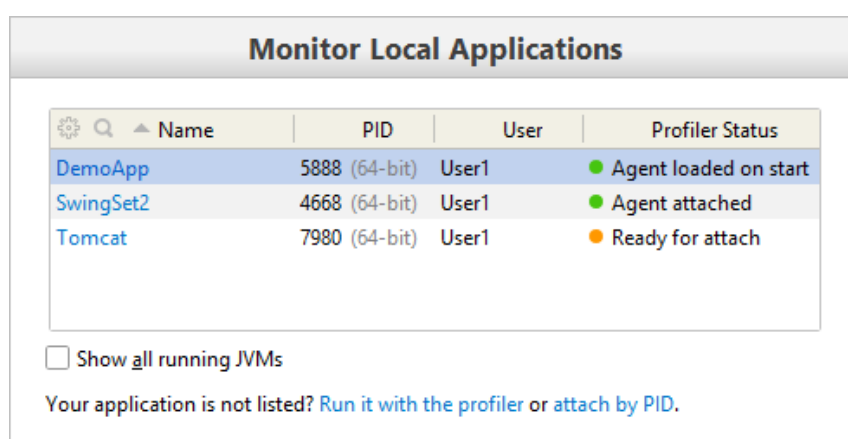 Monitor Local Applications
Name PID User Profiler Status
DemoApp 5888 (64-bit) User1 Agent loaded on start
SwingSet2 4668 (64-bit) User1 Agent attached
Tomcat 7980 (64-bit) User1 Ready for attach
Show all running JVMs
Your application is not listed? Run it with the profiler or attach by PID.